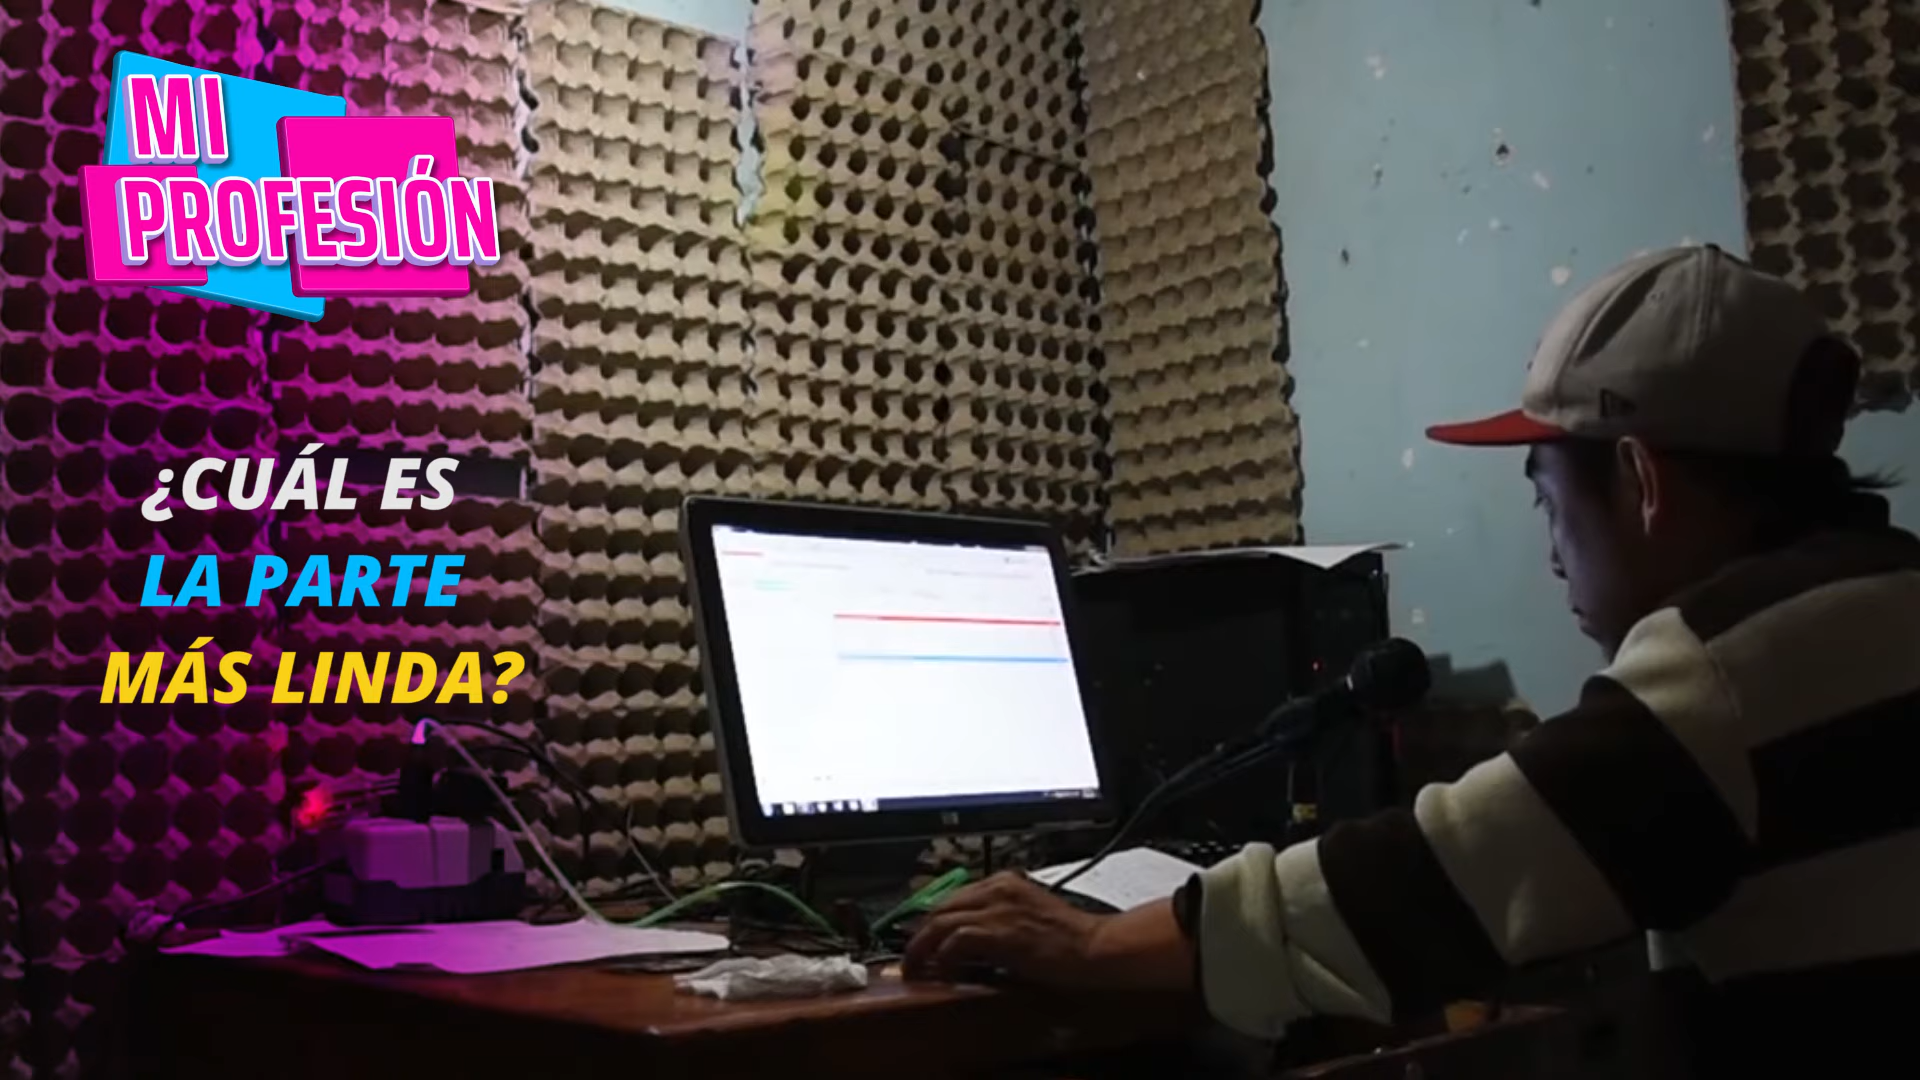 MI
PROFESIÓN
¿CUÁL ES
LA PARTE
MÁS LINDA?